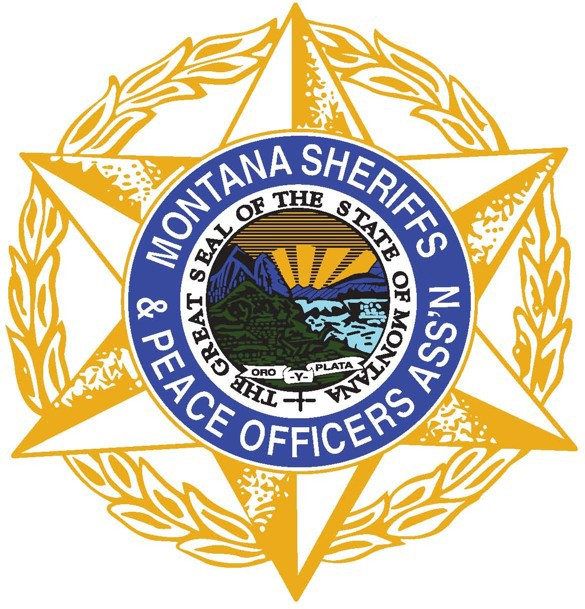 MONTANA SHERIFFS
& PEACE OFFICERS ASS'N
THE GREAT SEAL OF THE STATE OF MONTANA
ORO -Y- PLATA